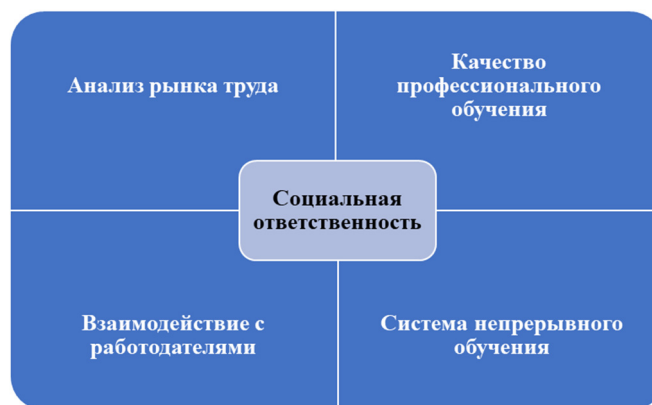 Анализ рынка труда
Качество
профессионального
обучения
Социальная
ответственность
Взаимодействие с
работодателями
Система непрерывного
обучения